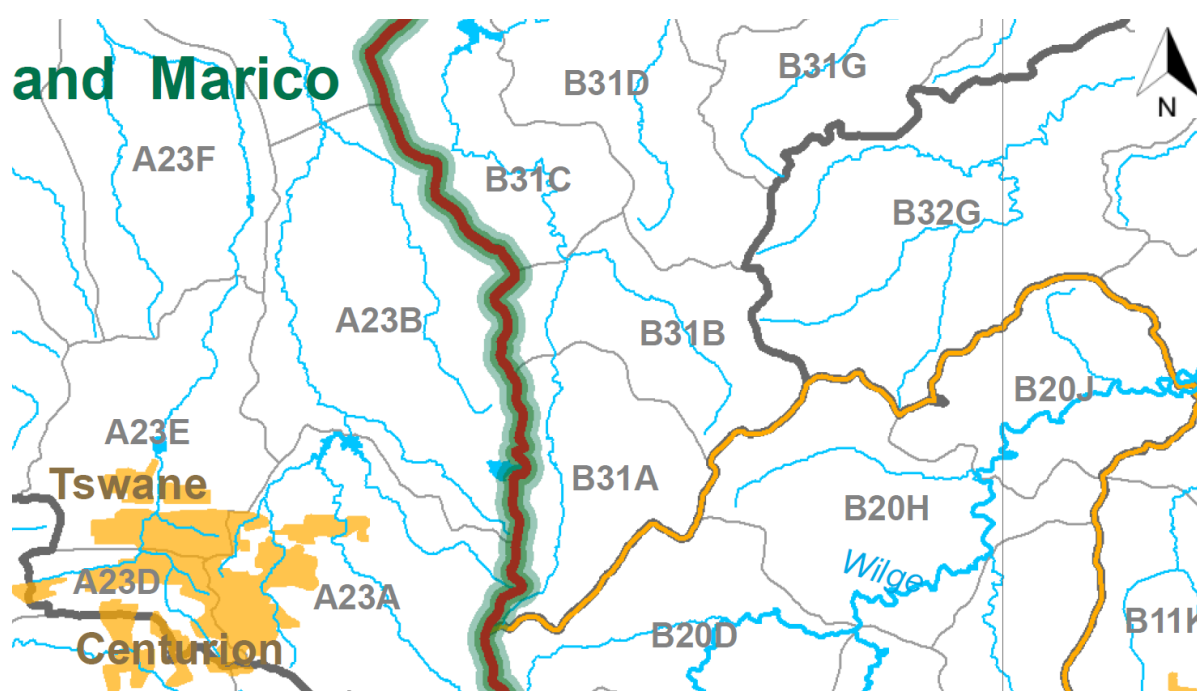 and Marico
B31D
B31G
N
A23F
B31C
B32G
A23B
B31B
B20J
A23E
Tswane
B31A
B20H
Wilge
A23D
A23A
B20D
B11K
Centurion